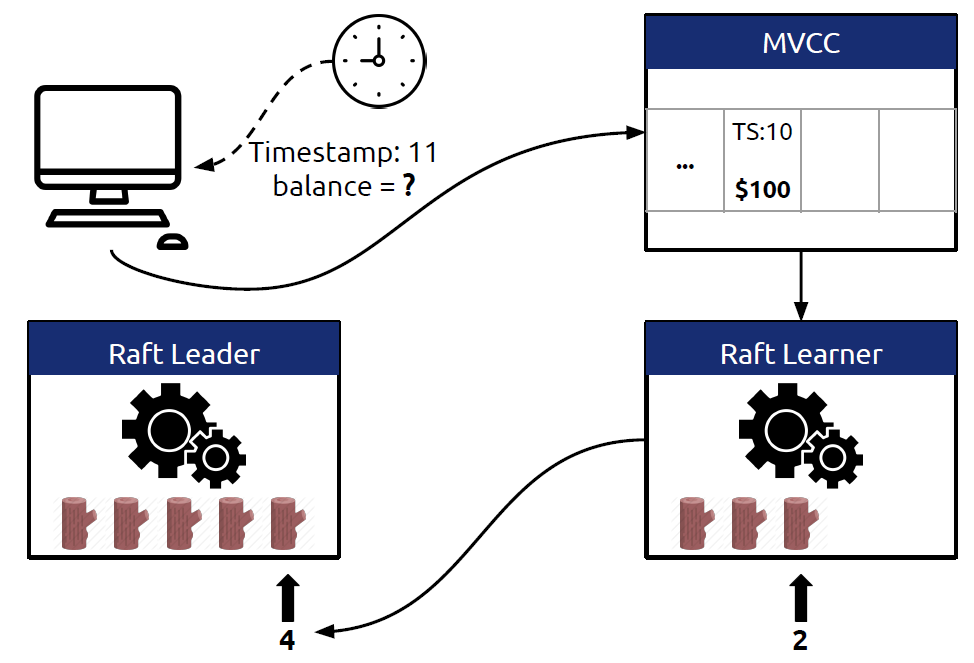 MVCC
Timestamp: 11
balance = ?
...
TS:10
$100
Raft Leader
Raft Learner
4
2